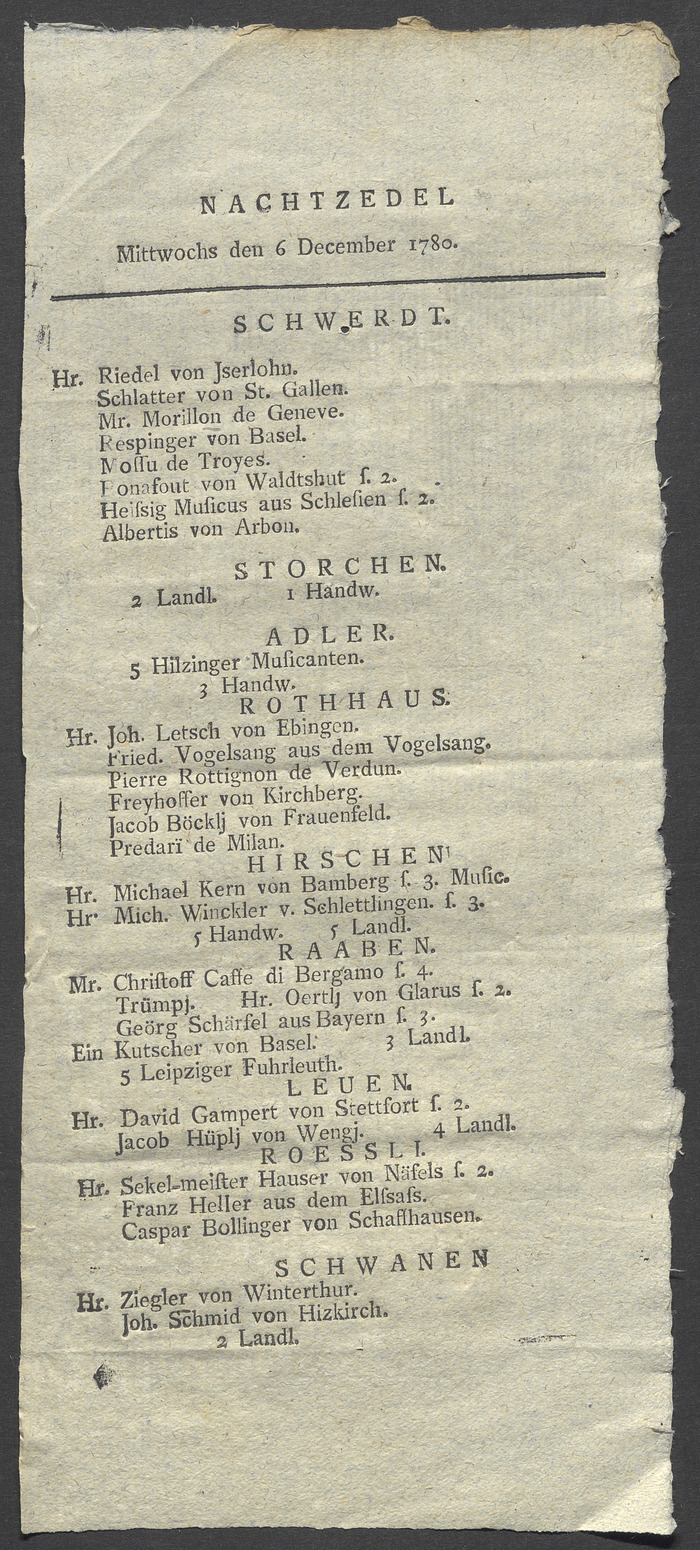 NACHTZEDEL
Mittwochs den 6 December 1780.
SCHWERDT.
Hr. Riedel von Jserlohn.
Schlatter von St. Gallen.
Mr. Morillon de Geneve.
Respinger von Basel.
Moſſu de Troyes.
Bonafout von Waldtshut ſ. 2.
Heiſsig Muſicus aus Schleſien ſ. 2.
Albertis von Arbon.
STORCHEN.
2 Landl. 1 Handw.
ADLER.
5 Hilzinger Muſicanten.
3 Handw.
ROTHHAUS.
Hr. Joh. Letsch von Ebingen.
Fried. Vogelsang aus dem Vogelsang.
Pierre Rottignon de Verdun.
Freyhoffer von Kirchberg.
Jacob Böcklj von Frauenfeld.
Predari de Milan.
HIRSCHEN
Hr. Michael Kern von Bamberg ſ. 3. Muſic.
Hr. Mich. Winckler v. Schlettlingen. ſ. 3.
5 Handw. 5 Landl.
RAABEN.
Mr. Chriſtoff Caſſe di Bergamo ſ. 4.
Trümpj. Hr. Oertlj von Glarus ſ. 2.
Geörg Schärfel aus Bayern ſ. 3.
Ein Kutscher von Basel. 3 Landl.
5 Leipziger Fuhrleuth.
LEUEN.
Hr. David Gampert von Stettfort ſ. 2.
Jacob Hüplj von Wengj. 4 Landl.
ROESSLI.
Hr. Sekel-meiſter Hauser von Näfels ſ. 2.
Franz Heller aus dem Elſsaſs.
Caspar Bollinger von Schaffhausen.
SCHWANEN
Hr. Ziegler von Winterthur.
Joh. Schmid von Hizkirch.
2 Landl.